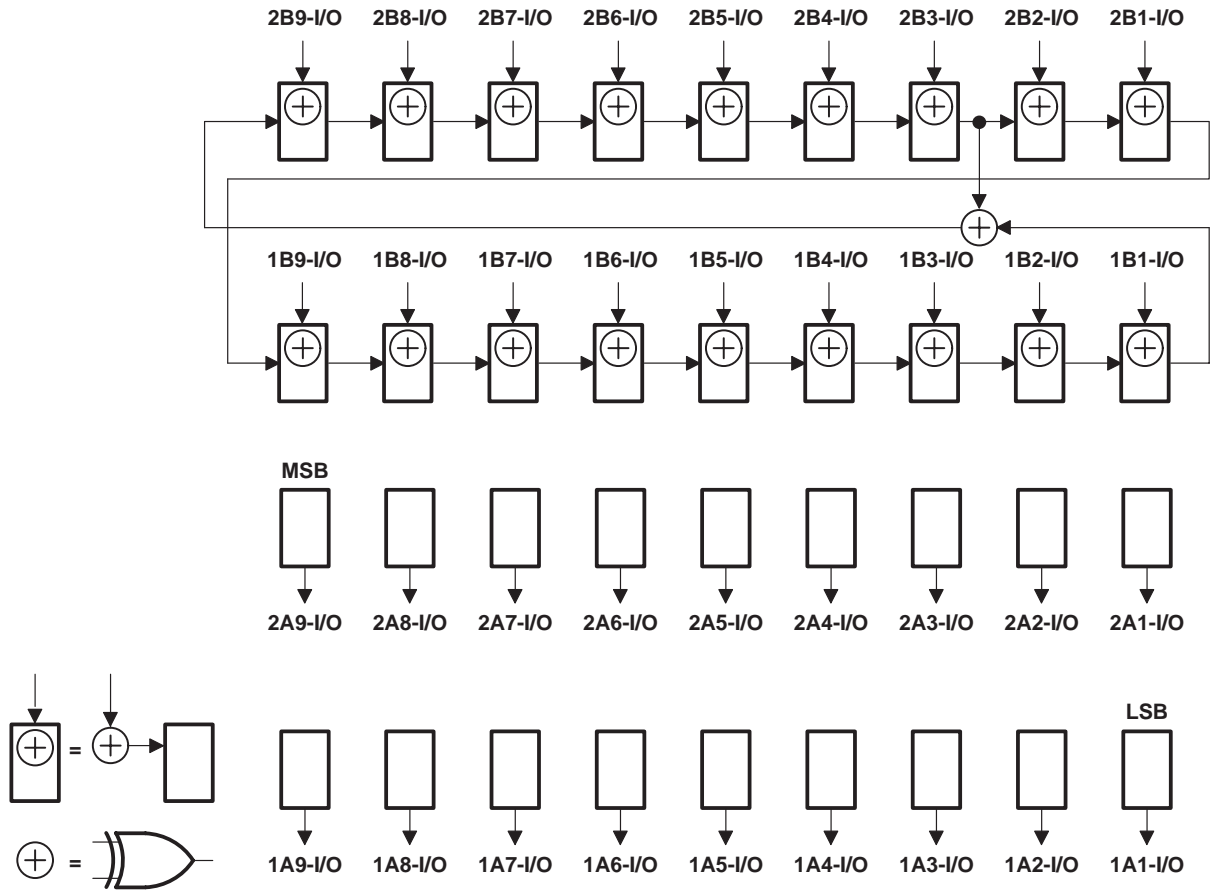 2B9-I/O 2B8-I/O 2B7-I/O 2B6-I/O 2B5-I/O 2B4-I/O 2B3-I/O 2B2-I/O 2B1-I/O
1B9-I/O 1B8-I/O 1B7-I/O 1B6-I/O 1B5-I/O 1B4-I/O 1B3-I/O 1B2-I/O 1B1-I/O
MSB
2A9-I/O 2A8-I/O 2A7-I/O 2A6-I/O 2A5-I/O 2A4-I/O 2A3-I/O 2A2-I/O 2A1-I/O
LSB
=
=
1A9-I/O 1A8-I/O 1A7-I/O 1A6-I/O 1A5-I/O 1A4-I/O 1A3-I/O 1A2-I/O 1A1-I/O